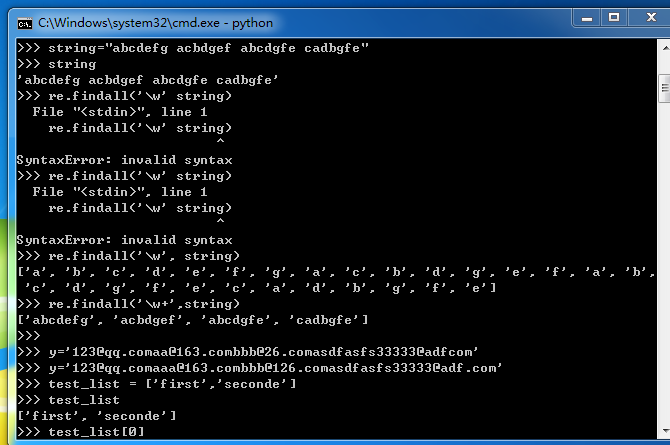 C:\Windows\system32\cmd.exe - python
>>> string="abcdefg acbdgef abcdgfe cadbgfe"
>>> string
'abcdefg acbdgef abcdgfe cadbgfe'
>>> re.findall('\w' string)
  File "<stdin>", line 1
    re.findall('\w' string)
                         ^
SyntaxError: invalid syntax
>>> re.findall('\w' string)
  File "<stdin>", line 1
    re.findall('\w' string)
                         ^
SyntaxError: invalid syntax
>>> re.findall('\w', string)
['a', 'b', 'c', 'd', 'e', 'f', 'g', 'a', 'c', 'b', 'd', 'g', 'e', 'f', 'a', 'b',
 'c', 'd', 'g', 'f', 'e', 'c', 'a', 'd', 'b', 'g', 'f', 'e']
>>> re.findall('\w+',string)
['abcdefg', 'acbdgef', 'abcdgfe', 'cadbgfe']
>>>
>>> y='123@qq.comaa@163.combbb@26.comasdfasfs33333@adfcom'
>>> y='123@qq.comaaa@163.combbb@126.comasdfasfs33333@adf.com'
>>> test_list = ['first','seconde']
>>> test_list
['first', 'seconde']
>>> test_list[0]